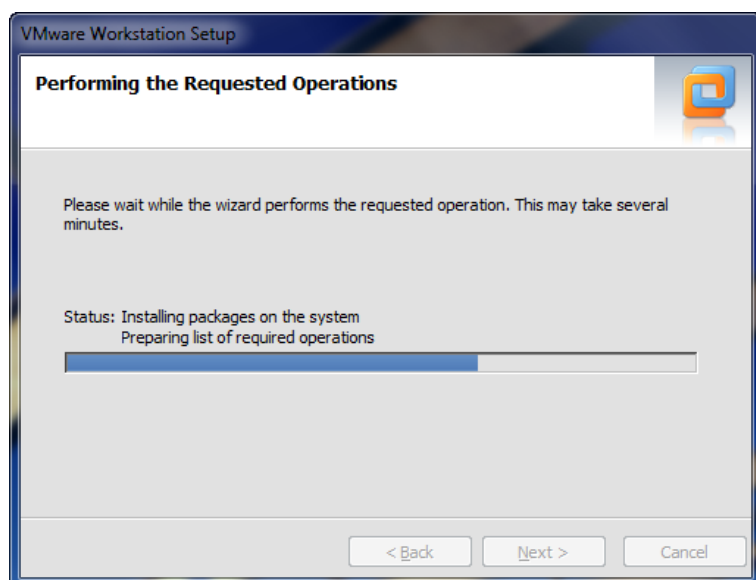 VMware Workstation Setup
Performing the Requested Operations
Please wait while the wizard performs the requested operation. This may take several
minutes.
Status: Installing packages on the system
Preparing list of required operations
< Back Next > Cancel